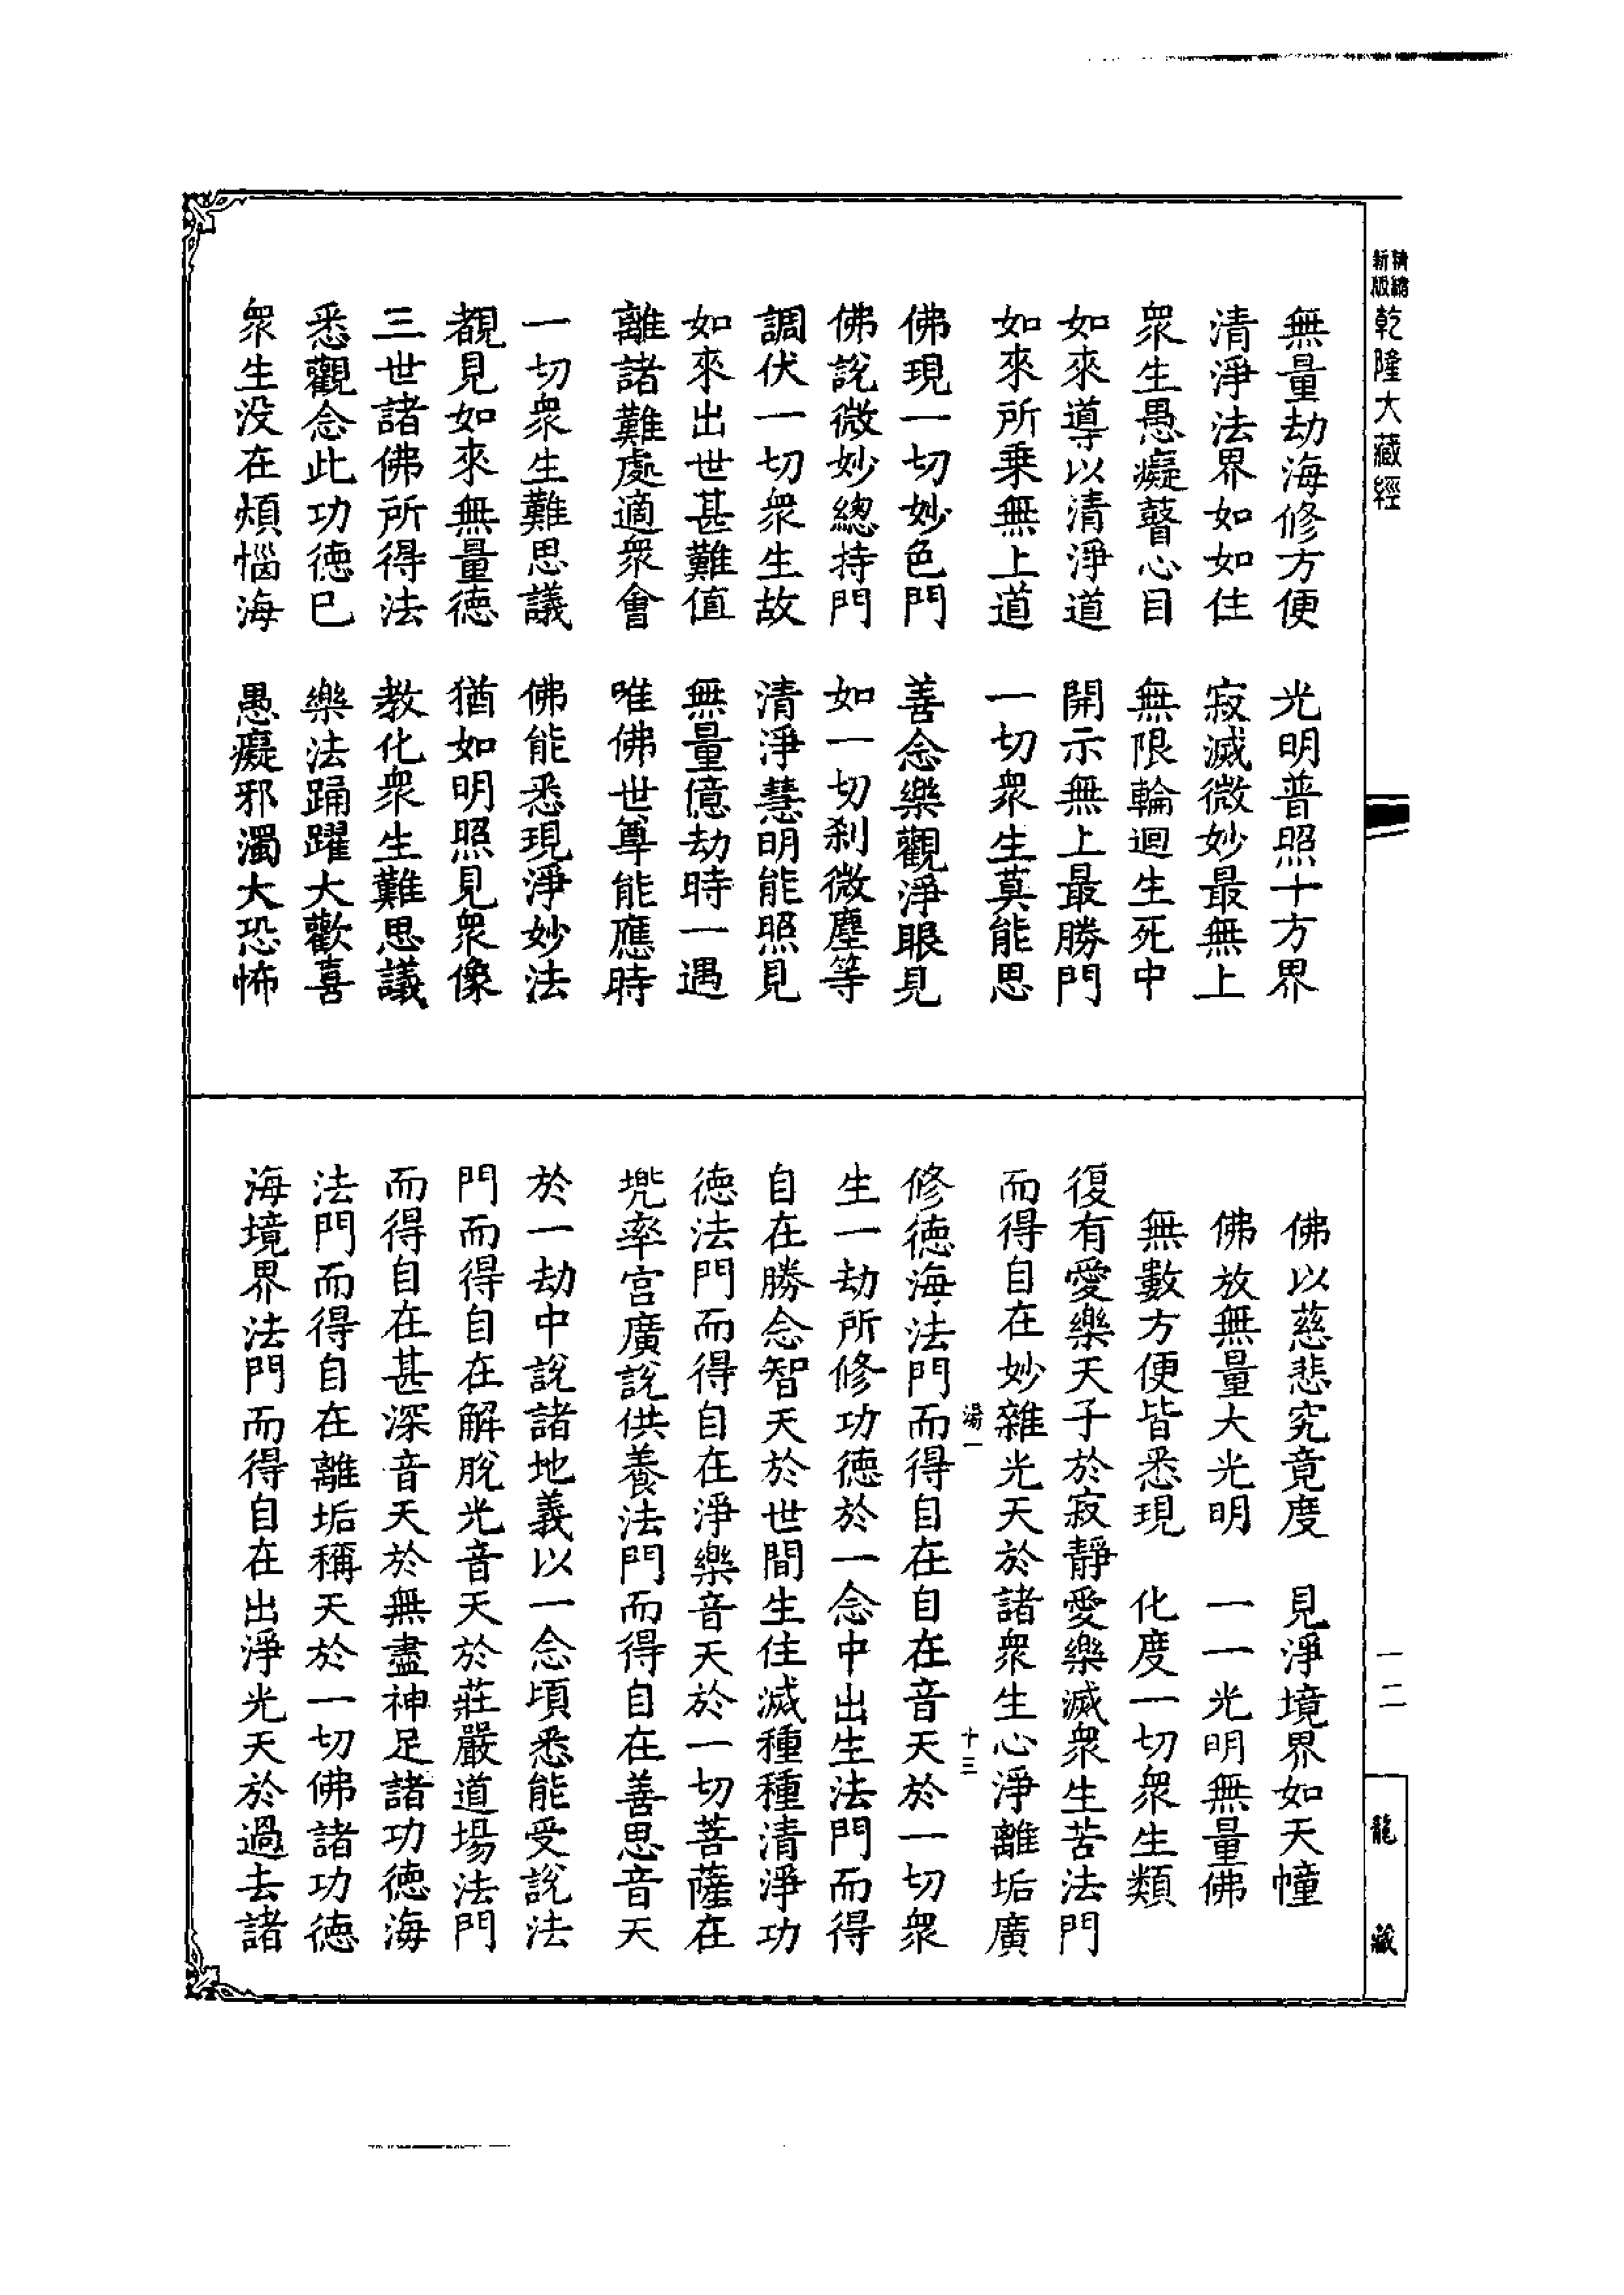 精縮新版乾隆大藏經
無量劫海修方便　光明普照十方界
清淨法界如如住　寂滅微妙最無上
衆生愚癡瞽心目　無限輪迴生死中
如來導以清淨道　開示無上最勝門
如來所乗無上道　一切衆生莫能思
佛現一切妙色門　善念樂觀淨眼見
佛說微妙總持門　如一切刹微塵等
調伏一切衆生故　清淨慧明能照見
如來出世甚難值　無量億劫時一遇
離諸難處適衆會　唯佛世尊能應時
一切衆生難思議　佛能悉現淨妙法
覩見如來無量徳　猶如明照見衆像
三世諸佛所得法　教化衆生難思議
悉觀念此功徳已　樂法踊躍大歡喜
衆生没在煩惱海　愚癡邪濁大恐怖
佛以慈悲究竟度　見淨境界如天幢
佛放無量大光明　一一光明無量佛
無數方便皆悉現　化度一切衆生類
復有愛樂天子於寂靜愛樂滅衆生苦法門
而得自在妙雜光天於諸衆生心淨離垢廣
湯一　十三
修徳海法門而得自在自在音天於一切衆
生一劫所修功徳於一念中出生法門而得
自在勝念智天於世間生住滅種種清淨功
徳法門而得自在淨樂音天於一切菩薩在
兠率宫廣說供養法門而得自在善思音天
於一劫中說諸地義以一念頃悉能受說法
門而得自在解脫光音天於莊嚴道場法門
而得自在甚深音天於無盡神足諸功徳海
法門而得自在離垢稱天於一切佛諸功徳
海境界法門而得自在出淨光天於過去諸
一二
龍藏